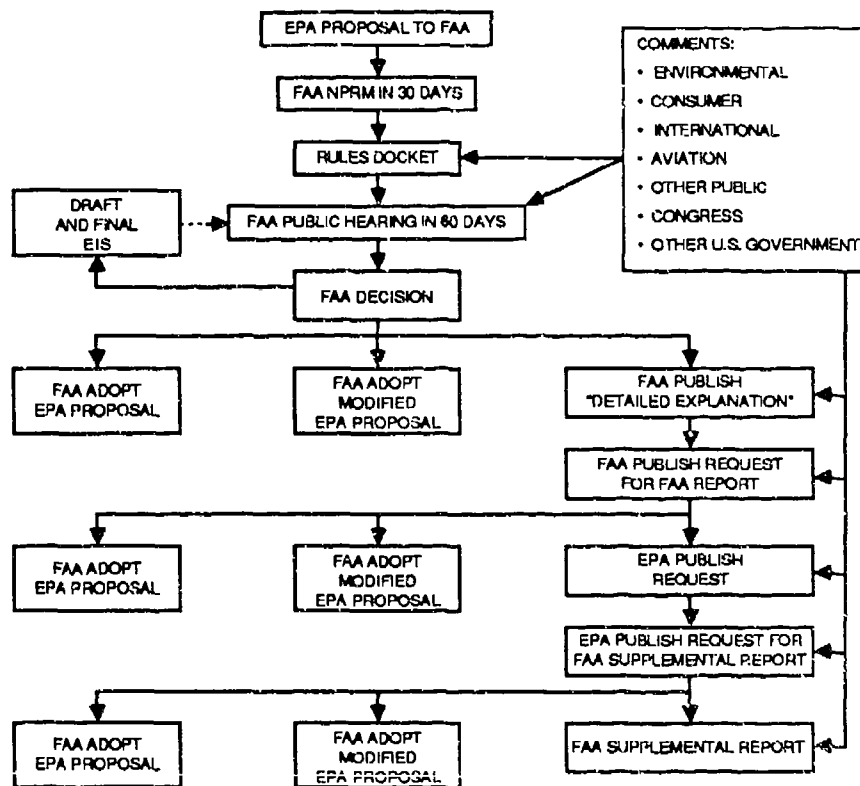 EPA PROPOSAL TO FAA
FAA NPRM IN 30 DAYS
RULES DOCKET
FAA PUBLIC HEARING IN 60 DAYS
DRAFT
AND FINAL
EIS
FAA DECISION
COMMENTS:
• ENVIRONMENTAL
• CONSUMER
• INTERNATIONAL
• AVIATION
• OTHER PUBLIC
• CONGRESS
• OTHER U.S. GOVERNMENT
FAA ADOPT
EPA PROPOSAL
FAA ADOPT
MODIFIED
EPA PROPOSAL
FAA PUBLISH
"DETAILED EXPLANATION"
FAA PUBLISH REQUEST
FOR FAA REPORT
FAA ADOPT
EPA PROPOSAL
FAA ADOPT
MODIFIED
EPA PROPOSAL
EPA PUBLISH
REQUEST
EPA PUBLISH REQUEST FOR
FAA SUPPLEMENTAL REPORT
FAA ADOPT
EPA PROPOSAL
FAA ADOPT
MODIFIED
EPA PROPOSAL
FAA SUPPLEMENTAL REPORT